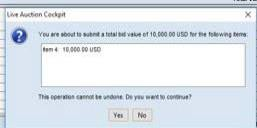 Live Auction Cockpit
You are about to submit a total bid value of 10,000.00 USD for the following items:
Item 4: 10,000.00 USD
This operation cannot be undone. Do you want to continue?
Yes No